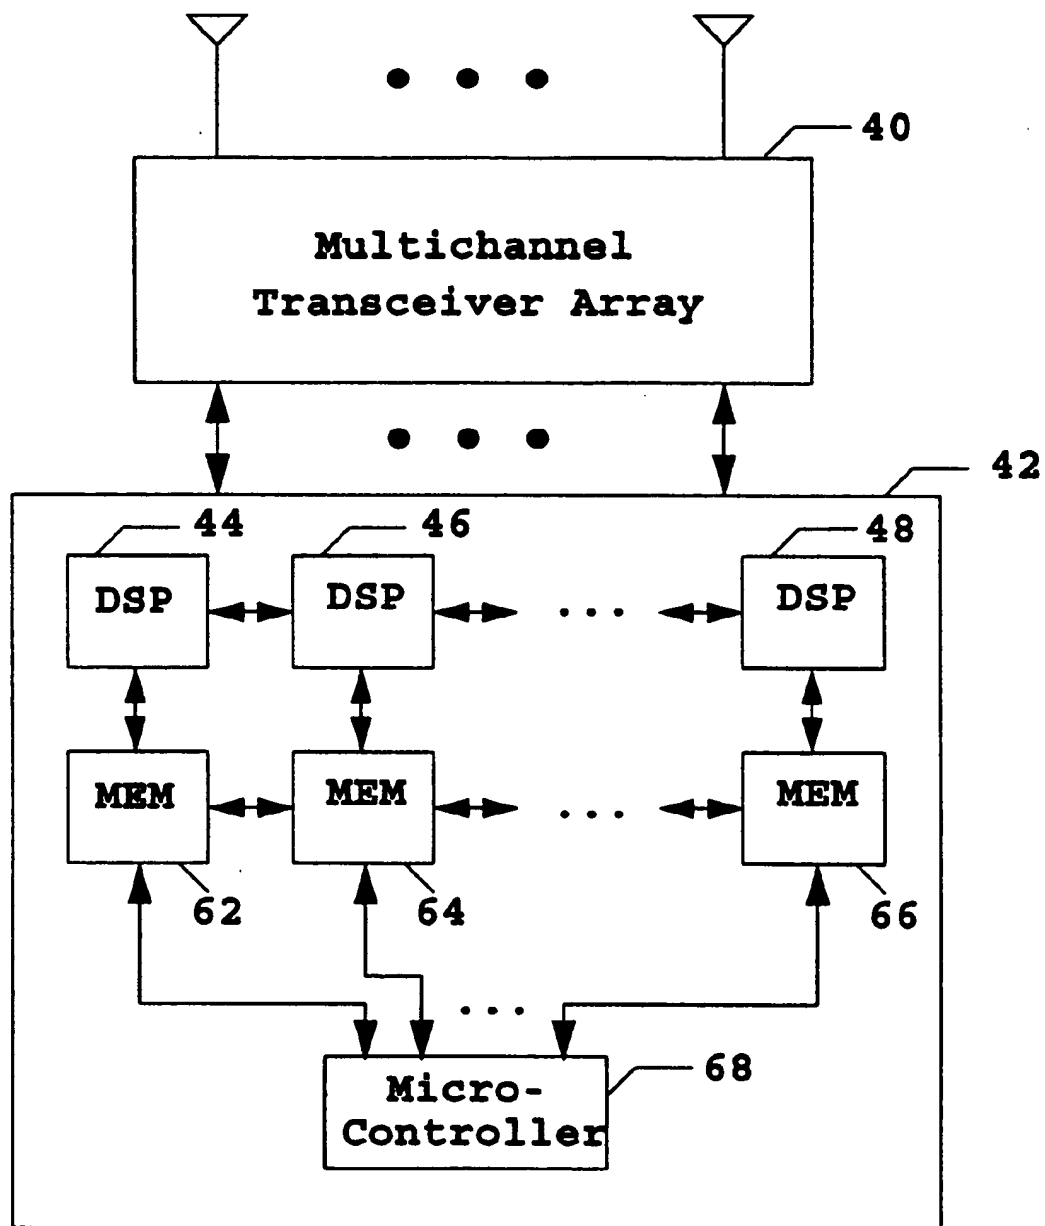 40
Multichannel
Transceiver Array
42
44
46
48
DSP
DSP
...
DSP
MEM
MEM
...
MEM
62
64
66
...
68
Micro-
Controller